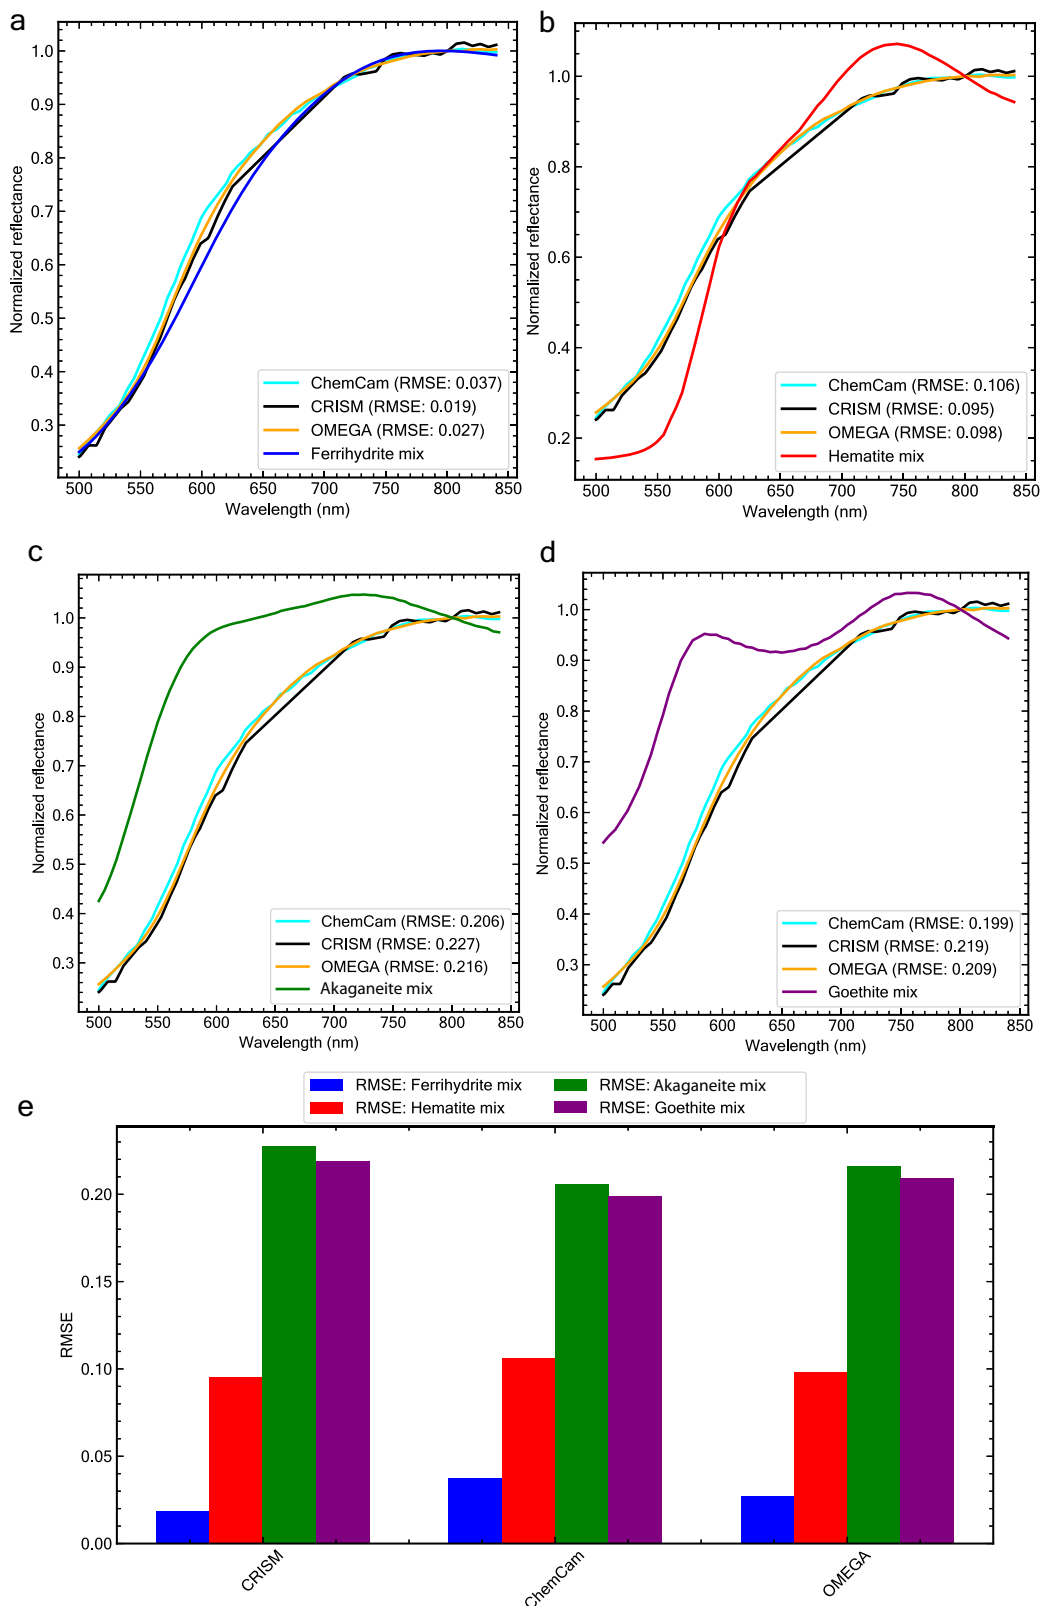 a
1.0
0.9
0.8
0.7
0.6
0.5
0.4
0.3
Normalized reflectance
ChemCam (RMSE: 0.037)
CRISM (RMSE: 0.019)
OMEGA (RMSE: 0.027)
Ferrihydrite mix
500 550 600 650 700 750 800 850
Wavelength (nm)
b
1.0
0.8
0.6
0.4
0.2
Normalized reflectance
ChemCam (RMSE: 0.106)
CRISM (RMSE: 0.095)
OMEGA (RMSE: 0.098)
Hematite mix
500 550 600 650 700 750 800 850
Wavelength (nm)
c
1.0
0.9
0.8
0.7
0.6
0.5
0.4
0.3
Normalized reflectance
ChemCam (RMSE: 0.206)
CRISM (RMSE: 0.227)
OMEGA (RMSE: 0.216)
Akaganeite mix
500 550 600 650 700 750 800 850
Wavelength (nm)
d
1.0
0.9
0.8
0.7
0.6
0.5
0.4
0.3
Normalized reflectance
ChemCam (RMSE: 0.199)
CRISM (RMSE: 0.219)
OMEGA (RMSE: 0.209)
Goethite mix
500 550 600 650 700 750 800 850
Wavelength (nm)
e
RMSE: Ferrihydrite mix
RMSE: Hematite mix
RMSE: Akaganeite mix
RMSE: Goethite mix
0.20
0.15
0.10
0.05
0.00
RMSE
CRISM
ChemCam
OMEGA